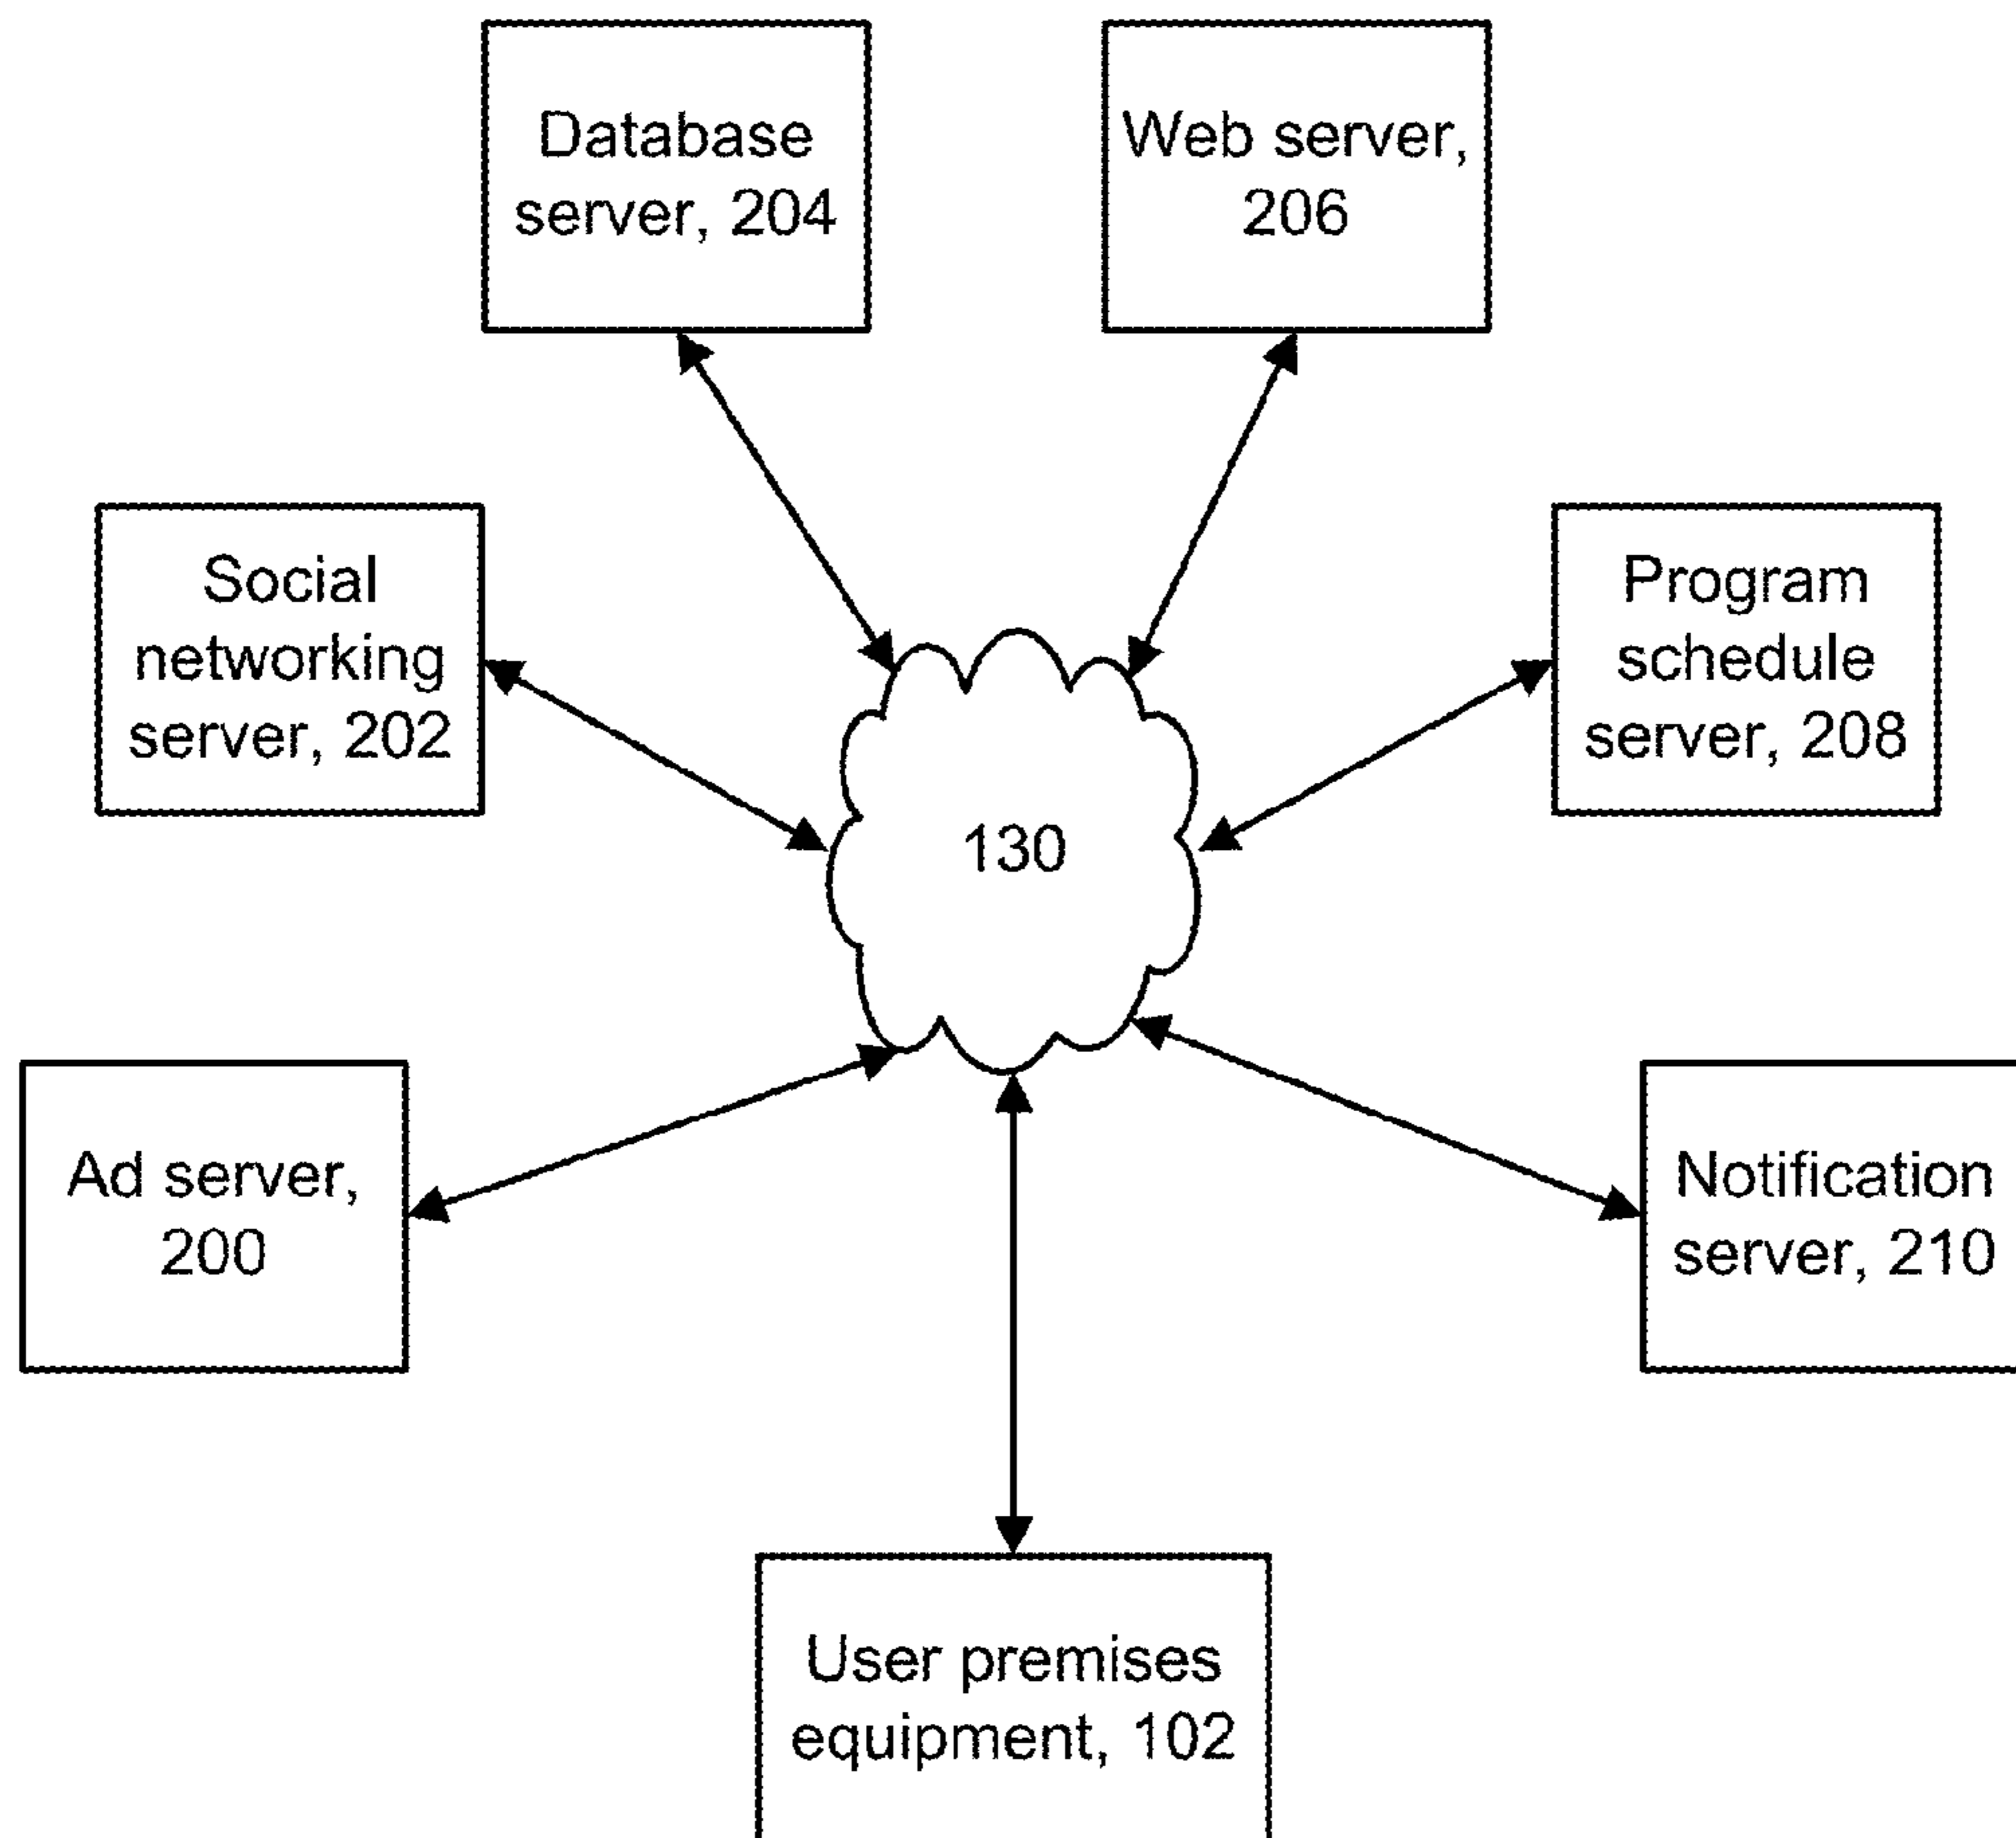 Database
server, 204
Web server,
206
Social
networking
server, 202
Program
schedule
server, 208
130
Ad server,
200
Notification
server, 210
User premises
equipment, 102